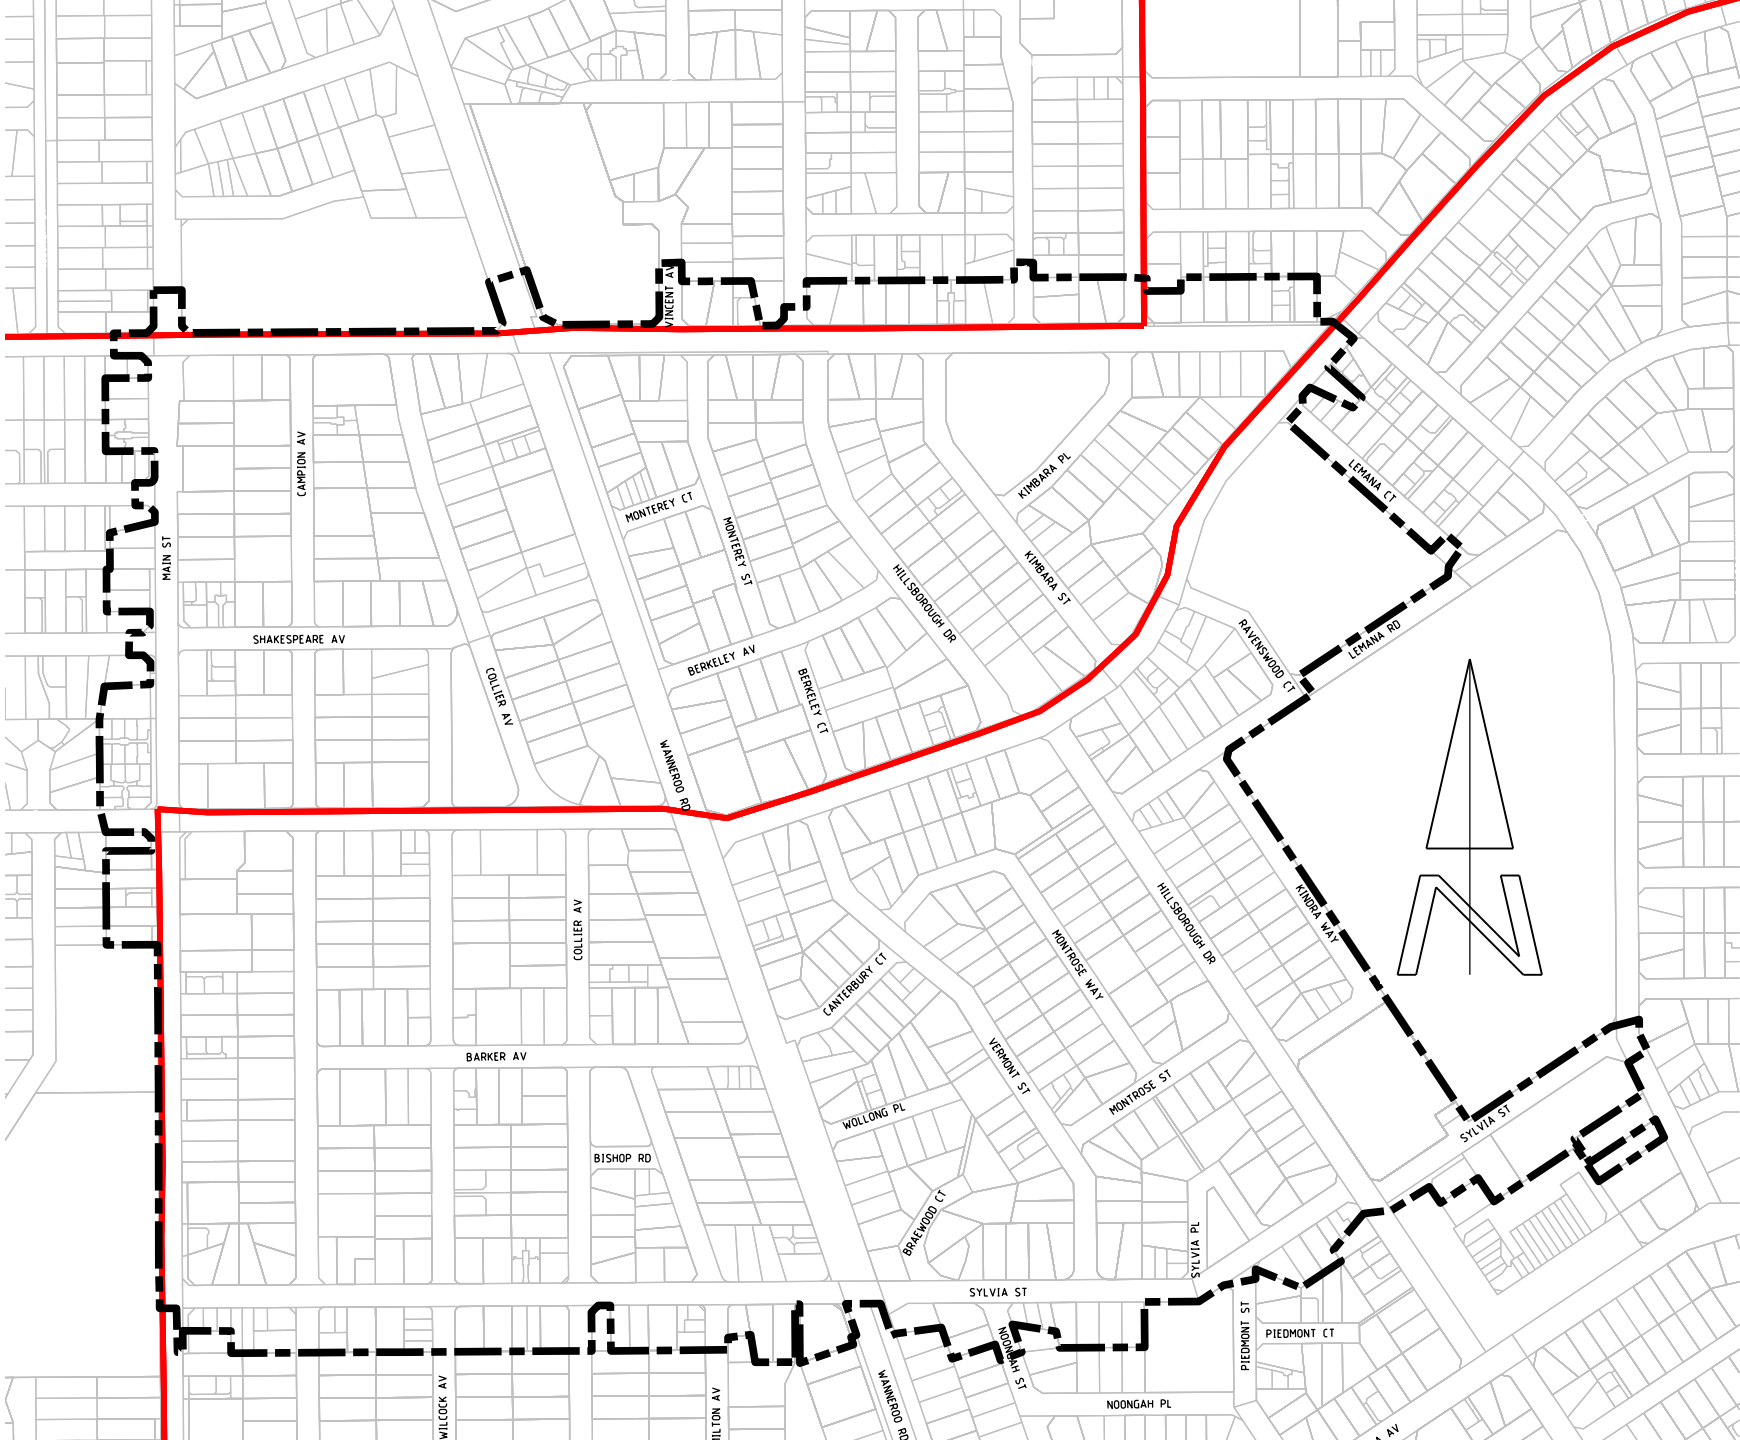 VINCENT AV
CAMPION AV
LEMANA CT
KIMBARA PL
MONTEREY CT
MONTEREY ST
MAIN ST
KIMBARA ST
HILLSBOROUGH DR
SHAKESPEARE AV
LEMANA RD
RAVENSWOOD CT
BERKELEY AV
BERKELEY CT
COLLIER AV
WANNEROO RD
COLLIER AV
HILLSBOROUGH DR
KINDRA WAY
N
MONTROSE WAY
CANTERBURY CT
BARKER AV
VERMONT ST
MONTROSE ST
WOLLONG PL
SYLVIA ST
BISHOP RD
BRAEWOOD CT
SYLVIA PL
SYLVIA ST
PIEDMONT ST
PIEDMONT CT
NOONGAH ST
WANNEROO RD
WILCOCK AV
NOONGAH PL
AV